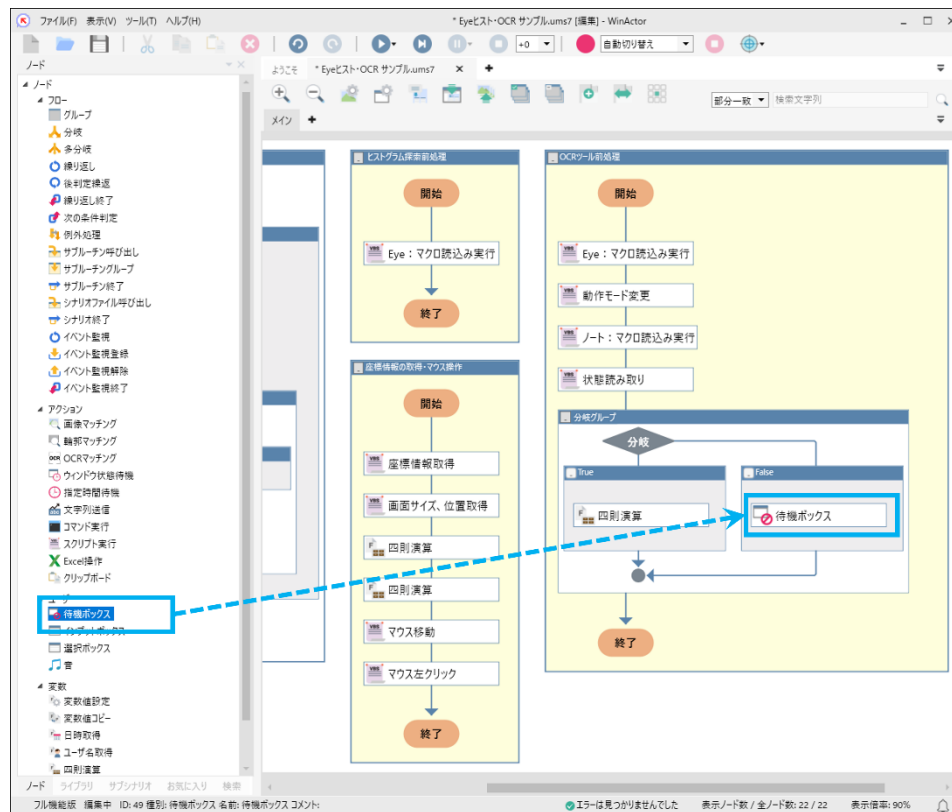 ファイル(F) 表示(V) ツール(T) ヘルプ(H)
* Eyeヒスト・OCR サンプル.ums7 [編集] - WinActor
+0
自動切り替え
ノード
ようこそ
* Eyeヒスト・OCR サンプル.ums7
部分一致
検索文字列
メイン
ノード
フロー
グループ
分岐
多分岐
繰り返し
後判定繰返
繰り返し終了
次の条件判定
例外処理
サブルーチン呼び出し
サブルーチングループ
サブルーチン終了
シナリオファイル呼び出し
シナリオ終了
イベント監視
イベント監視登録
イベント監視解除
イベント監視終了
アクション
画像マッチング
輪郭マッチング
OCRマッチング
ウィンドウ状態待機
指定時間待機
文字列送信
コマンド実行
スクリプト実行
Excel操作
クリップボード
待機ボックス
インプットボックス
選択ボックス
音
変数
変数値設定
変数値コピー
日時取得
ユーザ名取得
四則演算
ノード ライブラリ サブシナリオ お気に入り 検索
ヒストグラム探索前処理
開始
Eye：マクロ読込み実行
終了
座標情報の取得・マウス操作
開始
座標情報取得
画面サイズ、位置取得
四則演算
四則演算
マウス移動
マウス左クリック
終了
OCRツール前処理
開始
Eye：マクロ読込み実行
動作モード変更
ノート：マクロ読込み実行
状態読み取り
分岐グループ
分岐
True
四則演算
False
待機ボックス
終了
フル機能版 編集中 ID: 49 種別: 待機ボックス 名前: 待機ボックス コメント:
エラーは見つかりませんでした
表示ノード数 / 全ノード数: 22 / 22
表示倍率: 90%